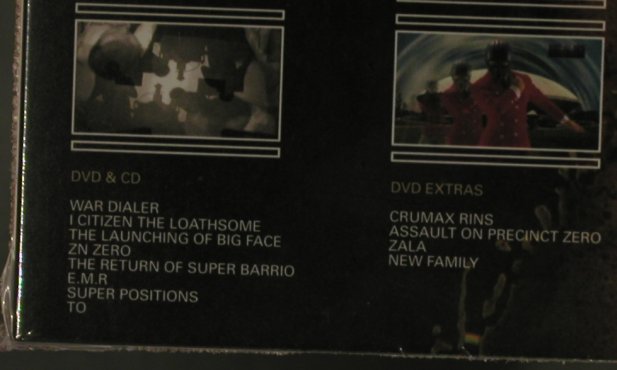 DVD & CD
WAR DIALER
I CITIZEN THE LOATHSOME
THE LAUNCHING OF BIG FACE
ZN ZERO
THE RETURN OF SUPER BARRIO
E.M.R
SUPER POSITIONS
TO
DVD EXTRAS
CRUMAX RINS
ASSAULT ON PRECINCT ZERO
ZALA
NEW FAMILY